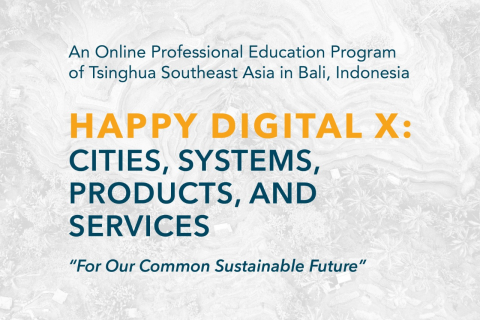 An Online Professional Education Program
of Tsinghua Southeast Asia in Bali, Indonesia
HAPPY DIGITAL X:
CITIES, SYSTEMS,
PRODUCTS, AND
SERVICES
“For Our Common Sustainable Future”